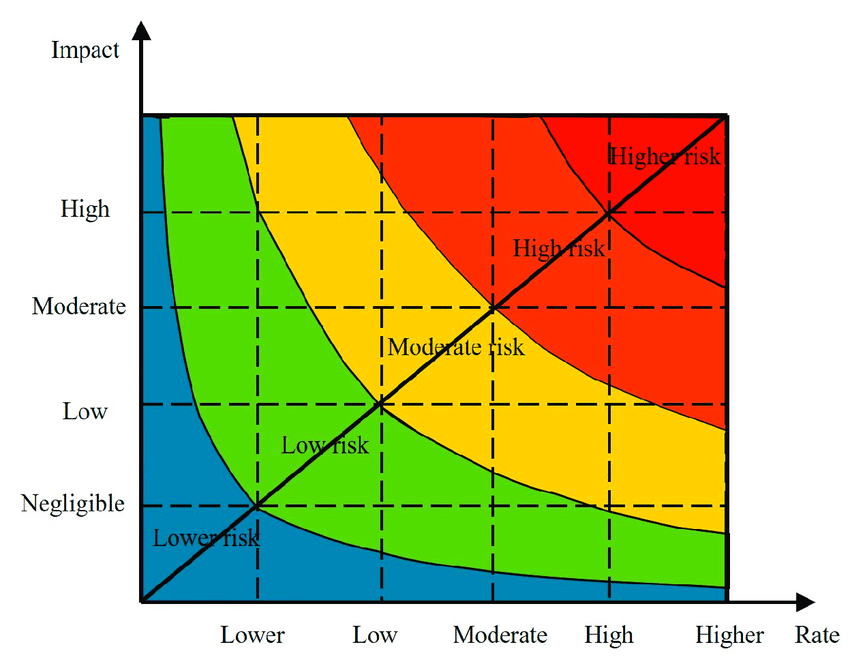 Impact
Higher risk
High
High risk
Moderate
Moderate risk
Low
Low risk
Negligible
Lower risk
Lower Low Moderate High Higher Rate